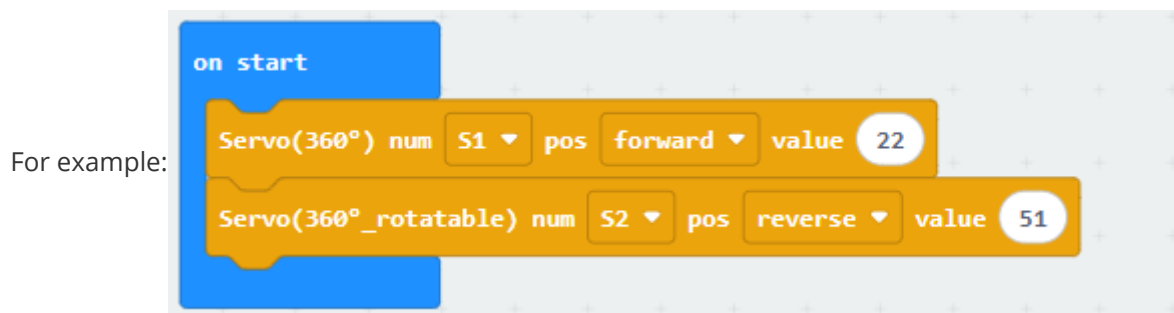 on start
Servo(360°) num S1 pos forward value 22
For example:
Servo(360°_rotatable) num S2 pos reverse value 51